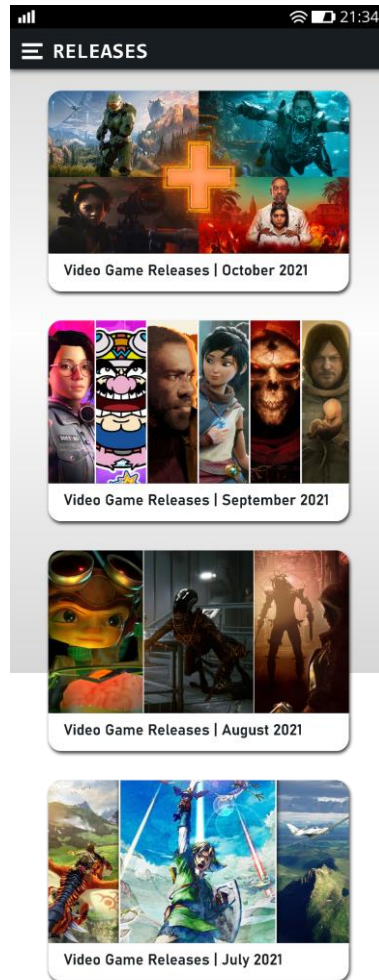 21:34
RELEASES
Video Game Releases | October 2021
Video Game Releases | September 2021
Video Game Releases | August 2021
Video Game Releases | July 2021